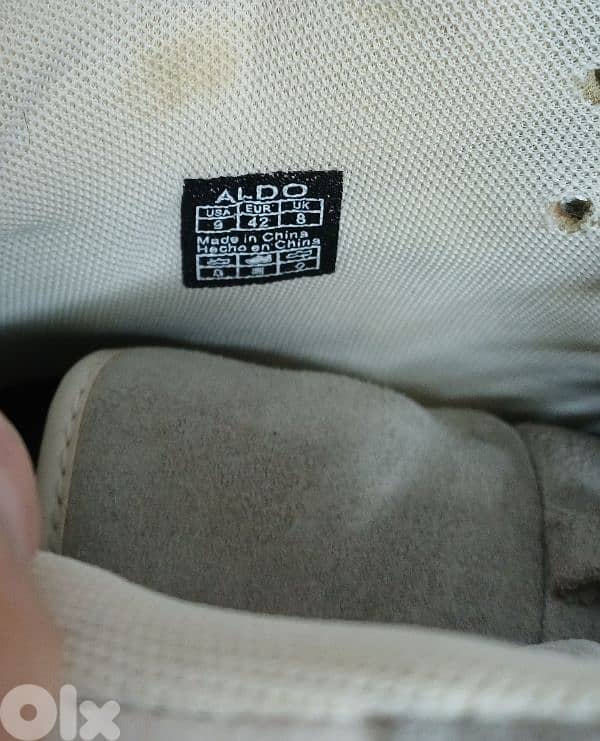 ALDO
USA EUR UK
9 42 8
Made in China
Hecho en China
olx